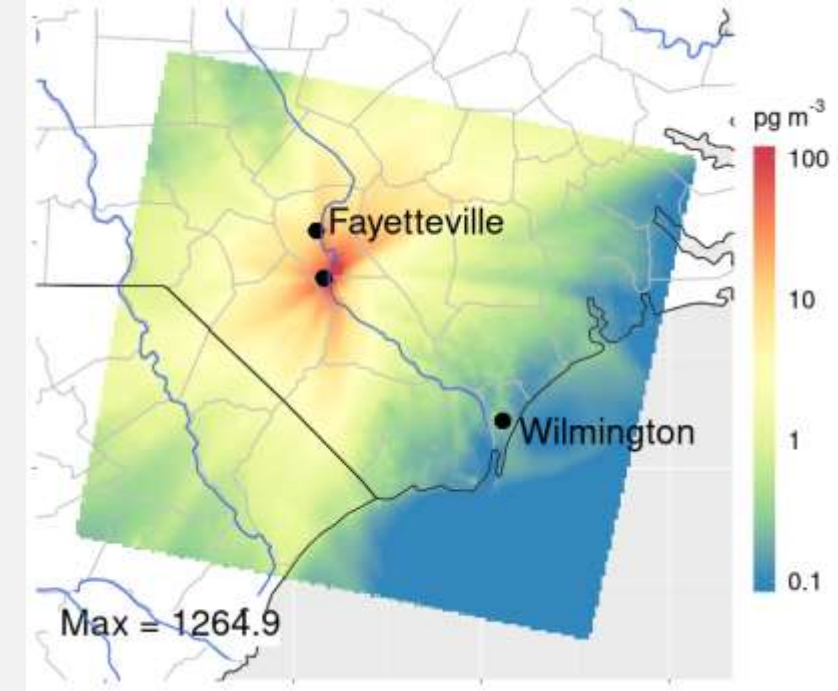 pg m-3
100
Fayetteville
10
Wilmington
1
0.1
Max = 1264.9